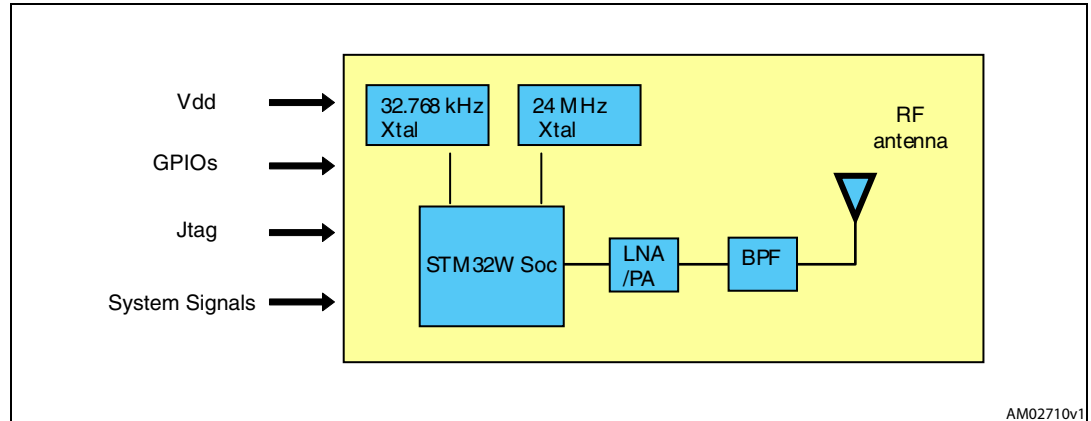 Vdd
GPIOs
Jtag
System Signals
32.768 kHz
Xtal
24 MHz
Xtal
STM32W Soc
LNA
/PA
BPF
RF
antenna
AM02710v1